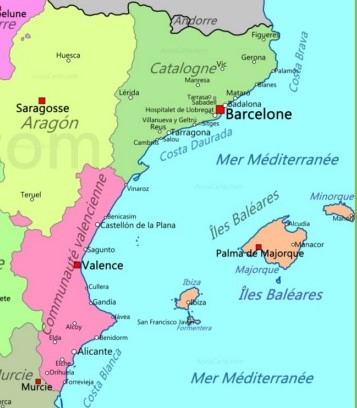 pelune
Andorre
Figueres
Huesca
Catalogne
Vic
Gerona
Costa Brava
Palamós
Manresa
Blanes
Lérida
Tarrasa
Mataró
Sabadell
Badalona
Saragosse
Hospitalet de Llobregat
Barcelone
Aragón
Villanueva y Geltrú
Sitges
Reus
Tarragona
Cambrils
Salou
Costa Daurada
Mer Méditerranée
Teruel
Vinaroz
Communauté valencienne
Îles Baléares
Minorque
Benicasim
Castellón de la Plana
Alcudia
Manacor
Palma de Majorque
Sagunto
Valence
Majorque
Îles Baléares
Cullera
Ibiza
Ibiza
Gandía
San Francisco Javier
Formentera
Jávea
Alcoy
Elda
Benidorm
Alicante
Elche
Costa Blanca
Orihuela
Torrevieja
Murcie
Murcie
Mer Méditerranée